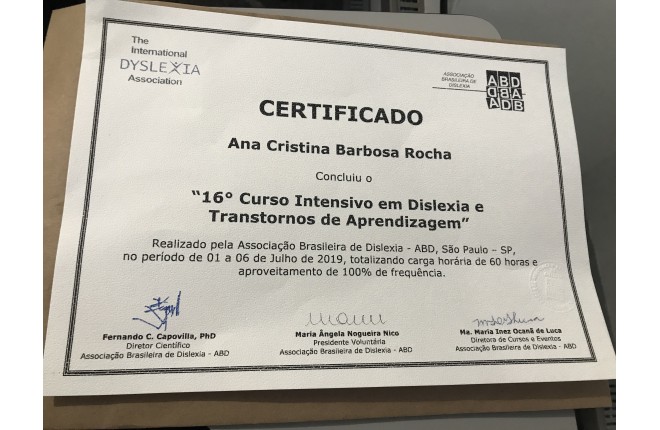 The
International
DYSLEXIA
Association
ASSOCIAÇÃO
BRASILEIRA DE
DISLEXIA
ABD
DBA
ADB
CERTIFICADO
Ana Cristina Barbosa Rocha
Concluiu o
“16° Curso Intensivo em Dislexia e
Transtornos de Aprendizagem”
Realizado pela Associação Brasileira de Dislexia - ABD, São Paulo – SP,
no período de 01 a 06 de Julho de 2019, totalizando carga horária de 60 horas e
aproveitamento de 100% de frequência.
Fernando C. Capovilla, PhD
Diretor Científico
Associação Brasileira de Dislexia - ABD
Maria Ângela Nogueira Nico
Presidente Voluntária
Associação Brasileira de Dislexia - ABD
Ma. Maria Inez Ocanã de Luca
Diretora de Cursos e Eventos
Associação Brasileira de Dislexia - ABD